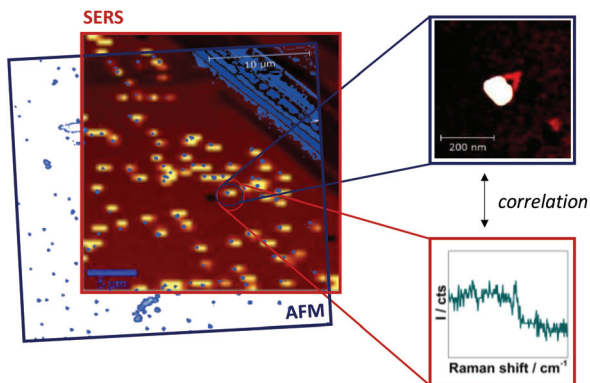 SERS
10 µm
200 nm
correlation
AFM
I / cts
Raman shift / cm⁻¹